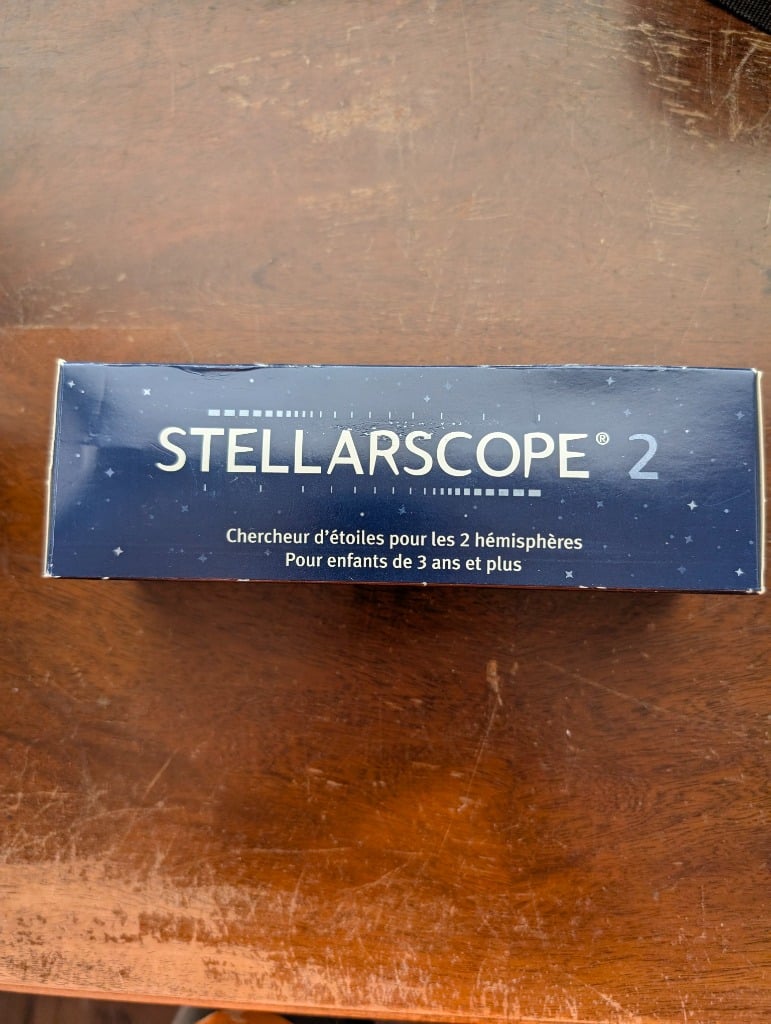 STELLARSCOPE® 2
Chercheur d'étoiles pour les 2 hémisphères
Pour enfants de 3 ans et plus